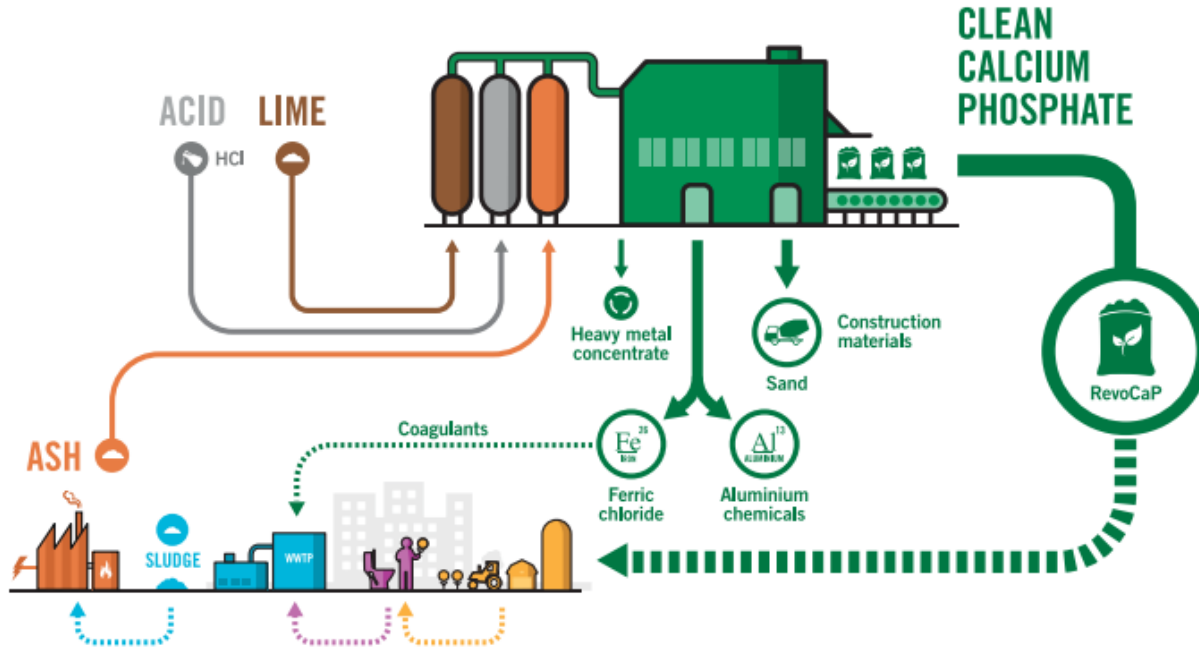 CLEAN
CALCIUM
PHOSPHATE
ACID
LIME
HCl
Heavy metal
concentrate
Construction
materials
Sand
RevoCaP
Coagulants
Fe 26
IRON
Al 13
ALUMINIUM
ASH
Ferric
chloride
Aluminium
chemicals
SLUDGE
WWTP